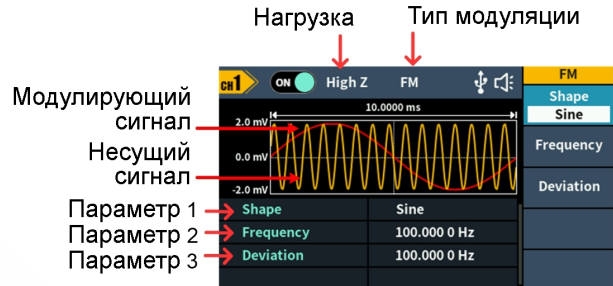 Нагрузка
Тип модуляции
CH1 ON High Z FM
FM
Shape
Sine
Frequency
Deviation
10.0000 ms
2.0 mV
0.0 mV
-2.0 mV
Модулирующий
сигнал
Несущий
сигнал
Параметр 1
Shape Sine
Параметр 2
Frequency 100.000 0 Hz
Параметр 3
Deviation 100.000 0 Hz